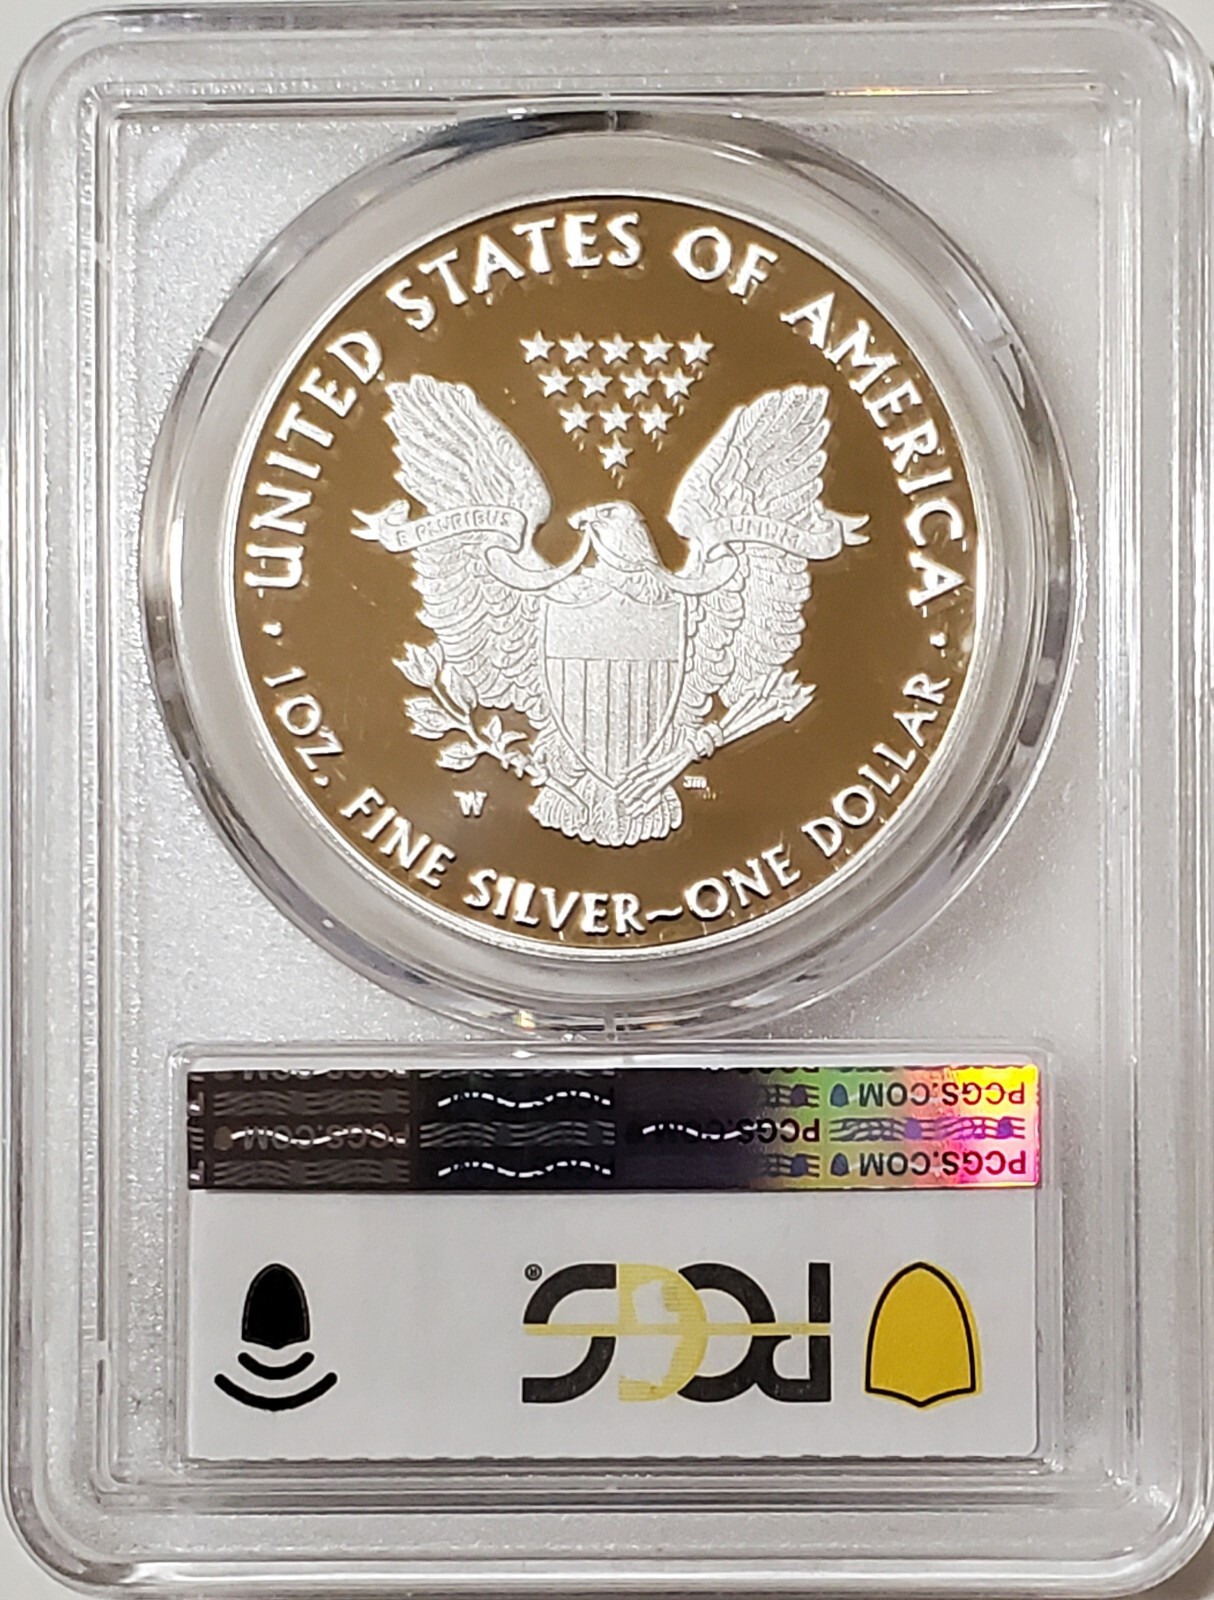 UNITED STATES OF AMERICA
E PLURIBUS UNUM
W
1 OZ. FINE SILVER~ONE DOLLAR
PCGS.COM
PCGS.COM PCGS
PCGS.COM
PCGS®